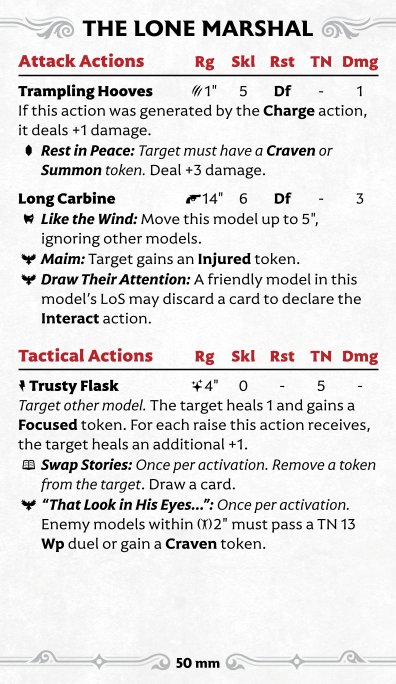 THE LONE MARSHAL
Attack Actions Rg Skl Rst TN Dmg
Trampling Hooves 1" 5 Df - 1
If this action was generated by the Charge action,
it deals +1 damage.
Rest in Peace: Target must have a Craven or
Summon token. Deal +3 damage.
Long Carbine 14" 6 Df - 3
Like the Wind: Move this model up to 5",
ignoring other models.
Maim: Target gains an Injured token.
Draw Their Attention: A friendly model in this
model's LoS may discard a card to declare the
Interact action.
Tactical Actions Rg Skl Rst TN Dmg
Trusty Flask 4" 0 - 5 -
Target other model. The target heals 1 and gains a
Focused token. For each raise this action receives,
the target heals an additional +1.
Swap Stories: Once per activation. Remove a token
from the target. Draw a card.
"That Look in His Eyes...": Once per activation.
Enemy models within 2" must pass a TN 13
Wp duel or gain a Craven token.
50 mm